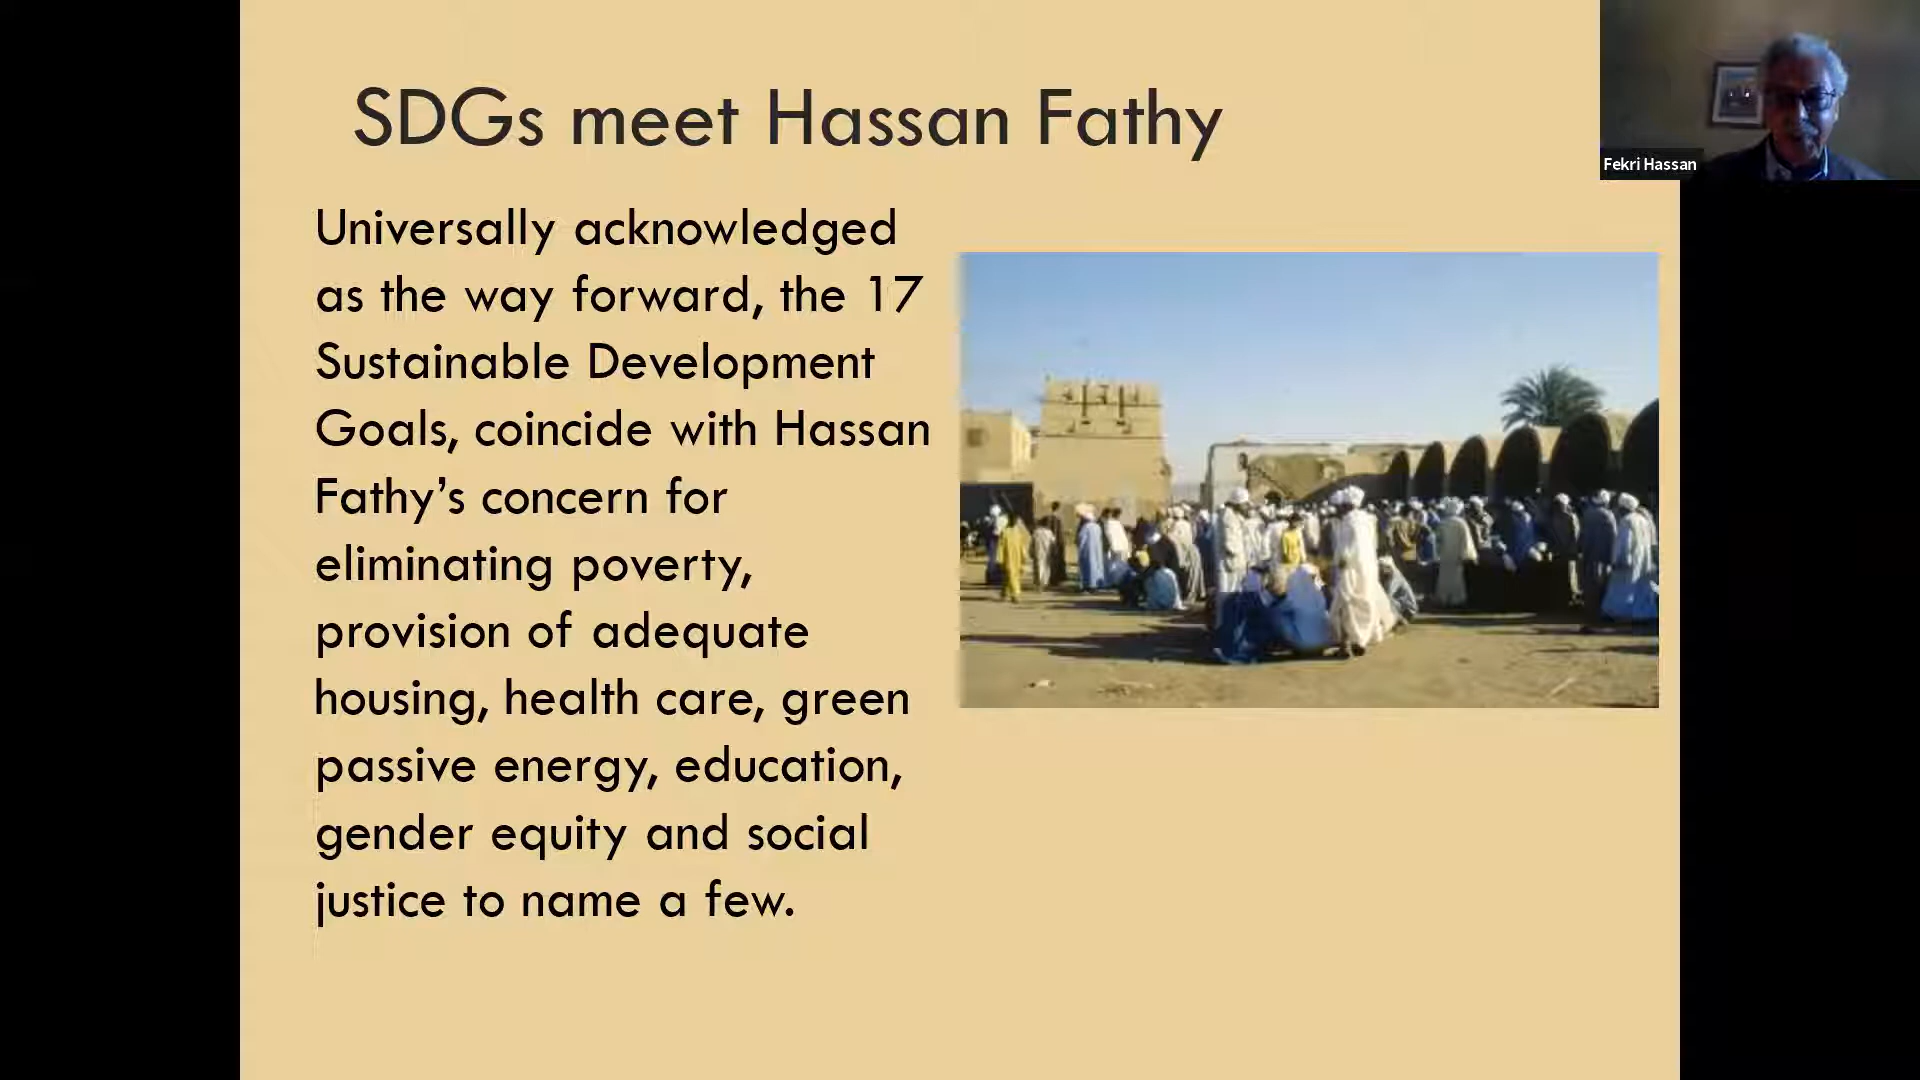 SDGs meet Hassan Fathy
Fekri Hassan
Universally acknowledged
as the way forward, the 17
Sustainable Development
Goals, coincide with Hassan
Fathy’s concern for
eliminating poverty,
provision of adequate
housing, health care, green
passive energy, education,
gender equity and social
justice to name a few.